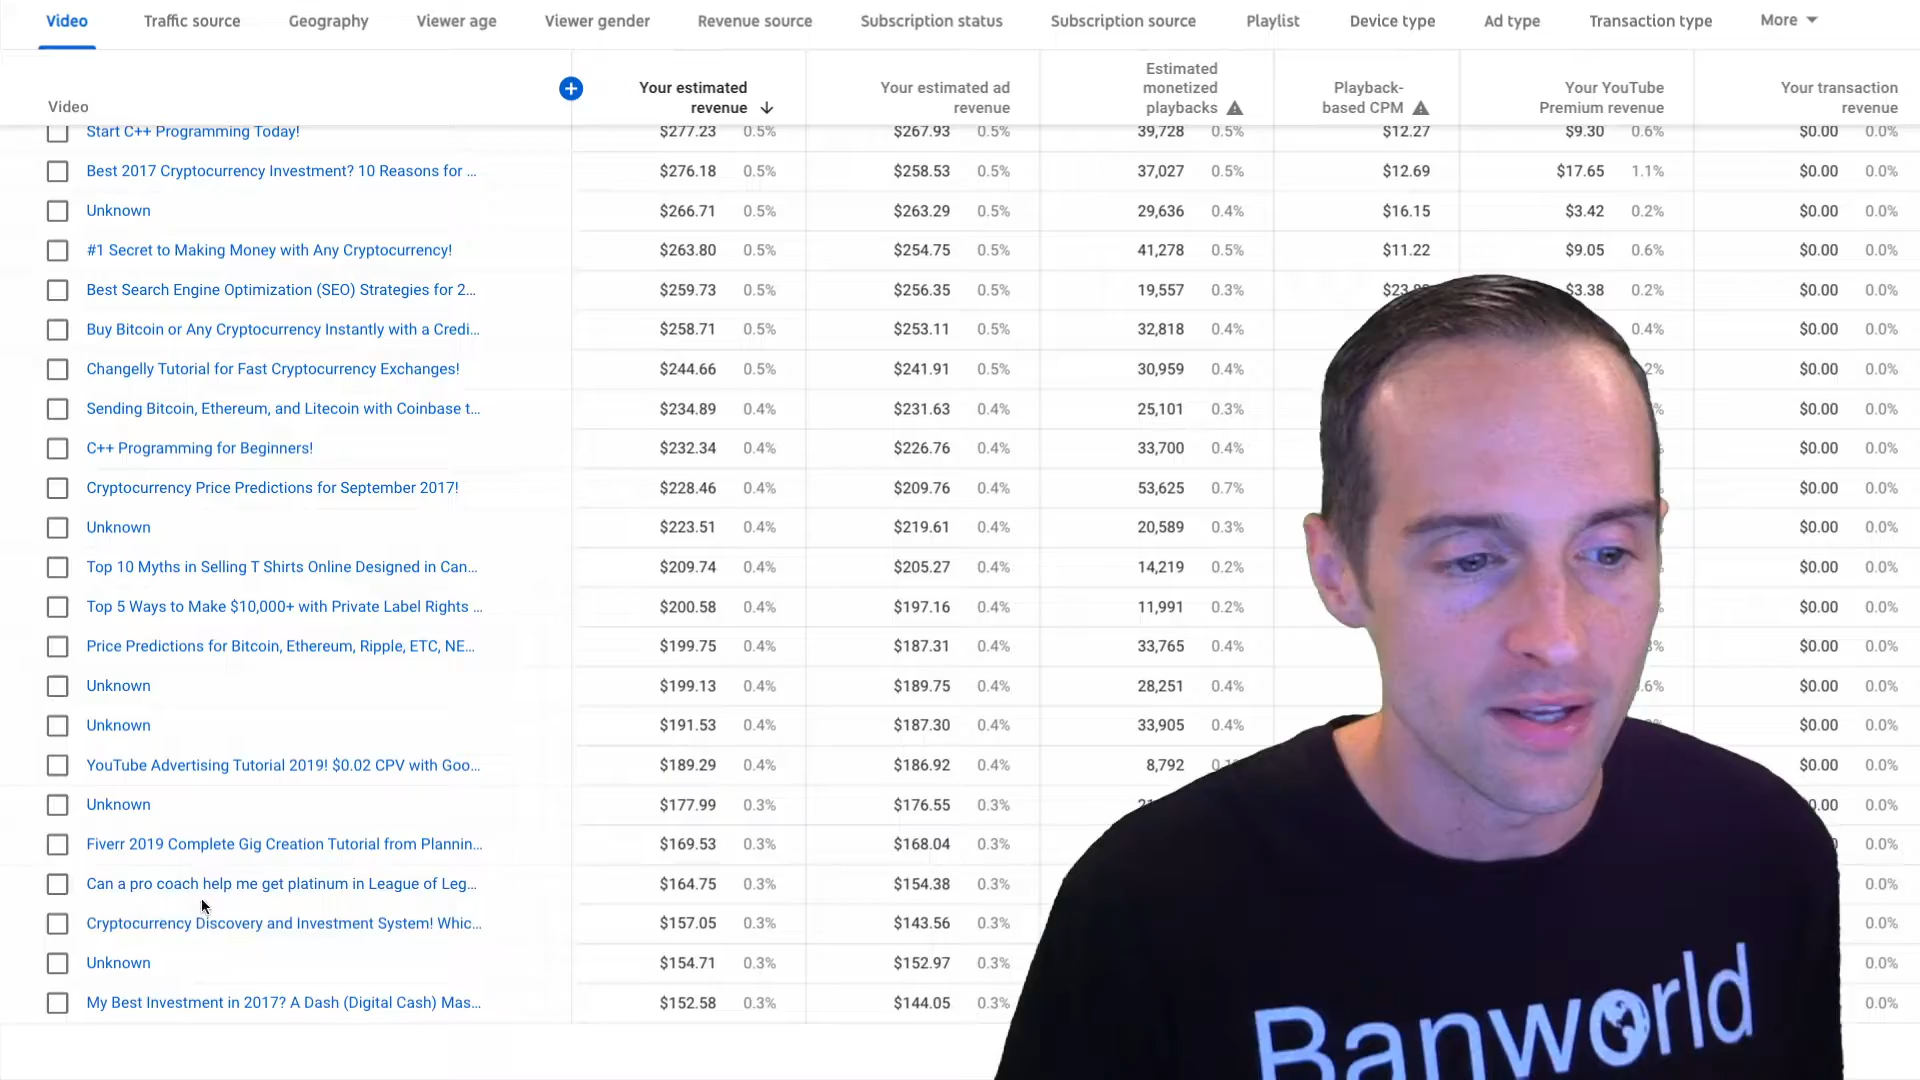 Video Traffic source Geography Viewer age Viewer gender Revenue source Subscription status Subscription source Playlist Device type Ad type Transaction type More
Video Your estimated revenue Your estimated ad revenue Estimated monetized playbacks Playback-based CPM Your YouTube Premium revenue Your transaction revenue
Start C++ Programming Today! $277.23 0.5% $267.93 0.5% 39,728 0.5% $12.27 $9.30 0.6% $0.00 0.0%
Best 2017 Cryptocurrency Investment? 10 Reasons for ... $276.18 0.5% $258.53 0.5% 37,027 0.5% $12.69 $17.65 1.1% $0.00 0.0%
Unknown $266.71 0.5% $263.29 0.5% 29,636 0.4% $16.15 $3.42 0.2% $0.00 0.0%
#1 Secret to Making Money with Any Cryptocurrency! $263.80 0.5% $254.75 0.5% 41,278 0.5% $11.22 $9.05 0.6% $0.00 0.0%
Best Search Engine Optimization (SEO) Strategies for 2... $259.73 0.5% $256.35 0.5% 19,557 0.3% $3.38 0.2% $0.00 0.0%
Buy Bitcoin or Any Cryptocurrency Instantly with a Credi... $258.71 0.5% $253.11 0.5% 32,818 0.4% 0.4% $0.00 0.0%
Changelly Tutorial for Fast Cryptocurrency Exchanges! $244.66 0.5% $241.91 0.5% 30,959 0.4% $0.00 0.0%
Sending Bitcoin, Ethereum, and Litecoin with Coinbase t... $234.89 0.4% $231.63 0.4% 25,101 0.3% $0.00 0.0%
C++ Programming for Beginners! $232.34 0.4% $226.76 0.4% 33,700 0.4% $0.00 0.0%
Cryptocurrency Price Predictions for September 2017! $228.46 0.4% $209.76 0.4% 53,625 0.7% $0.00 0.0%
Unknown $223.51 0.4% $219.61 0.4% 20,589 0.3% $0.00 0.0%
Top 10 Myths in Selling T Shirts Online Designed in Can... $209.74 0.4% $205.27 0.4% 14,219 0.2% $0.00 0.0%
Top 5 Ways to Make $10,000+ with Private Label Rights ... $200.58 0.4% $197.16 0.4% 11,991 0.2% $0.00 0.0%
Price Predictions for Bitcoin, Ethereum, Ripple, ETC, NE... $199.75 0.4% $187.31 0.4% 33,765 0.4% $0.00 0.0%
Unknown $199.13 0.4% $189.75 0.4% 28,251 0.4% $0.00 0.0%
Unknown $191.53 0.4% $187.30 0.4% 33,905 0.4% $0.00 0.0%
YouTube Advertising Tutorial 2019! $0.02 CPV with Goo... $189.29 0.4% $186.92 0.4% 8,792 $0.00 0.0%
Unknown $177.99 0.3% $176.55 0.3% 0.0%
Fiverr 2019 Complete Gig Creation Tutorial from Plannin... $169.53 0.3% $168.04 0.3% 0.0%
Can a pro coach help me get platinum in League of Leg... $164.75 0.3% $154.38 0.3% 0.0%
Cryptocurrency Discovery and Investment System! Whic... $157.05 0.3% $143.56 0.3% 0.0%
Unknown $154.71 0.3% $152.97 0.3% 0.0%
My Best Investment in 2017? A Dash (Digital Cash) Mas... $152.58 0.3% $144.05 0.3% 0.0%
Banworld